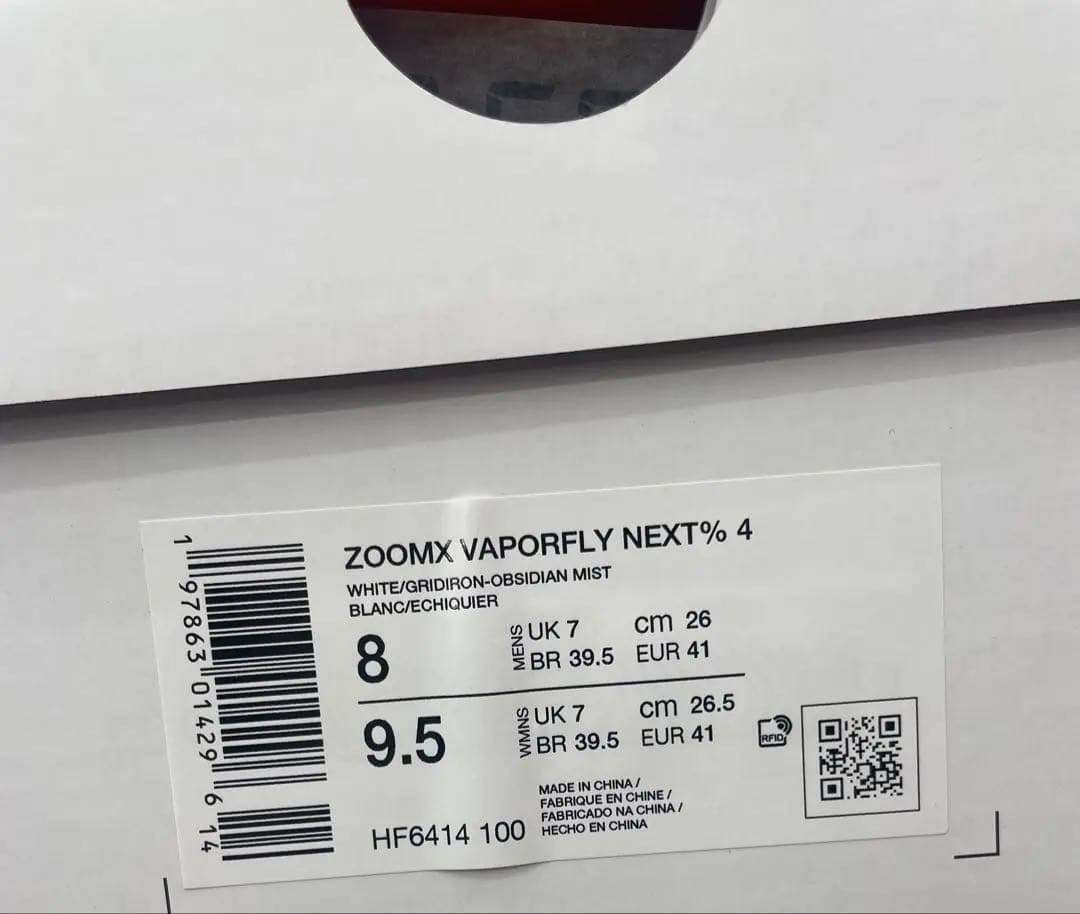 ZOOMX VAPORFLY NEXT% 4
WHITE/GRIDIRON-OBSIDIAN MIST
BLANC/ECHIQUIER
8
MENS
UK 7 cm 26
BR 39.5 EUR 41
9.5
WMNS
UK 7 cm 26.5
BR 39.5 EUR 41
RFID
MADE IN CHINA /
FABRIQUE EN CHINE /
FABRICADO NA CHINA /
HECHO EN CHINA
HF6414 100
1 97863 01429 6 14